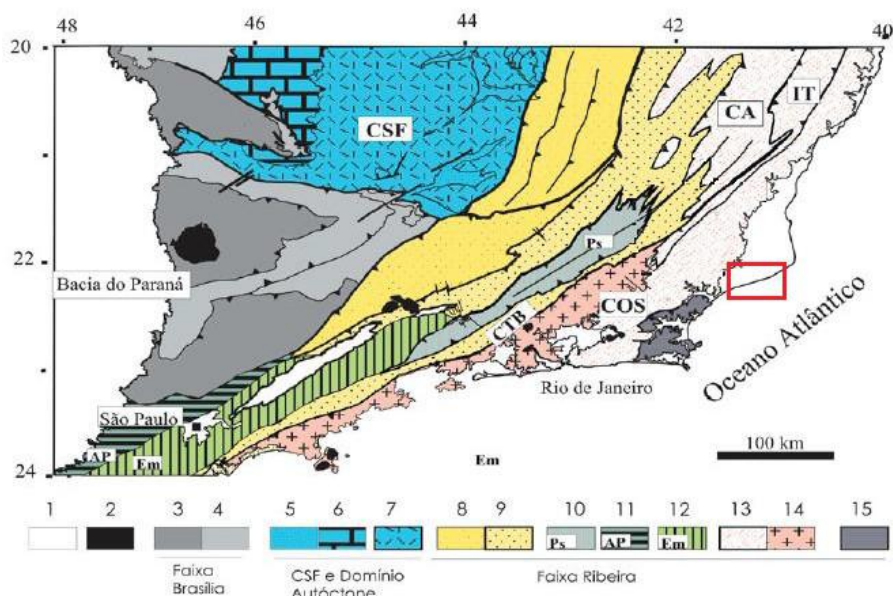 48 46 44 42 40
20 20
CSF CA IT
22 Ps
Bacia do Paraná
CTB COS
Oceano Atlântico
Rio de Janeiro
São Paulo
100 km
24 AP Em Em
1 2 3 4 5 6 7 8 9 10 11 12 13 14 15
Ps AP Em
Faixa CSF e Domínio Faixa Ribeira
Brasília Autóctone